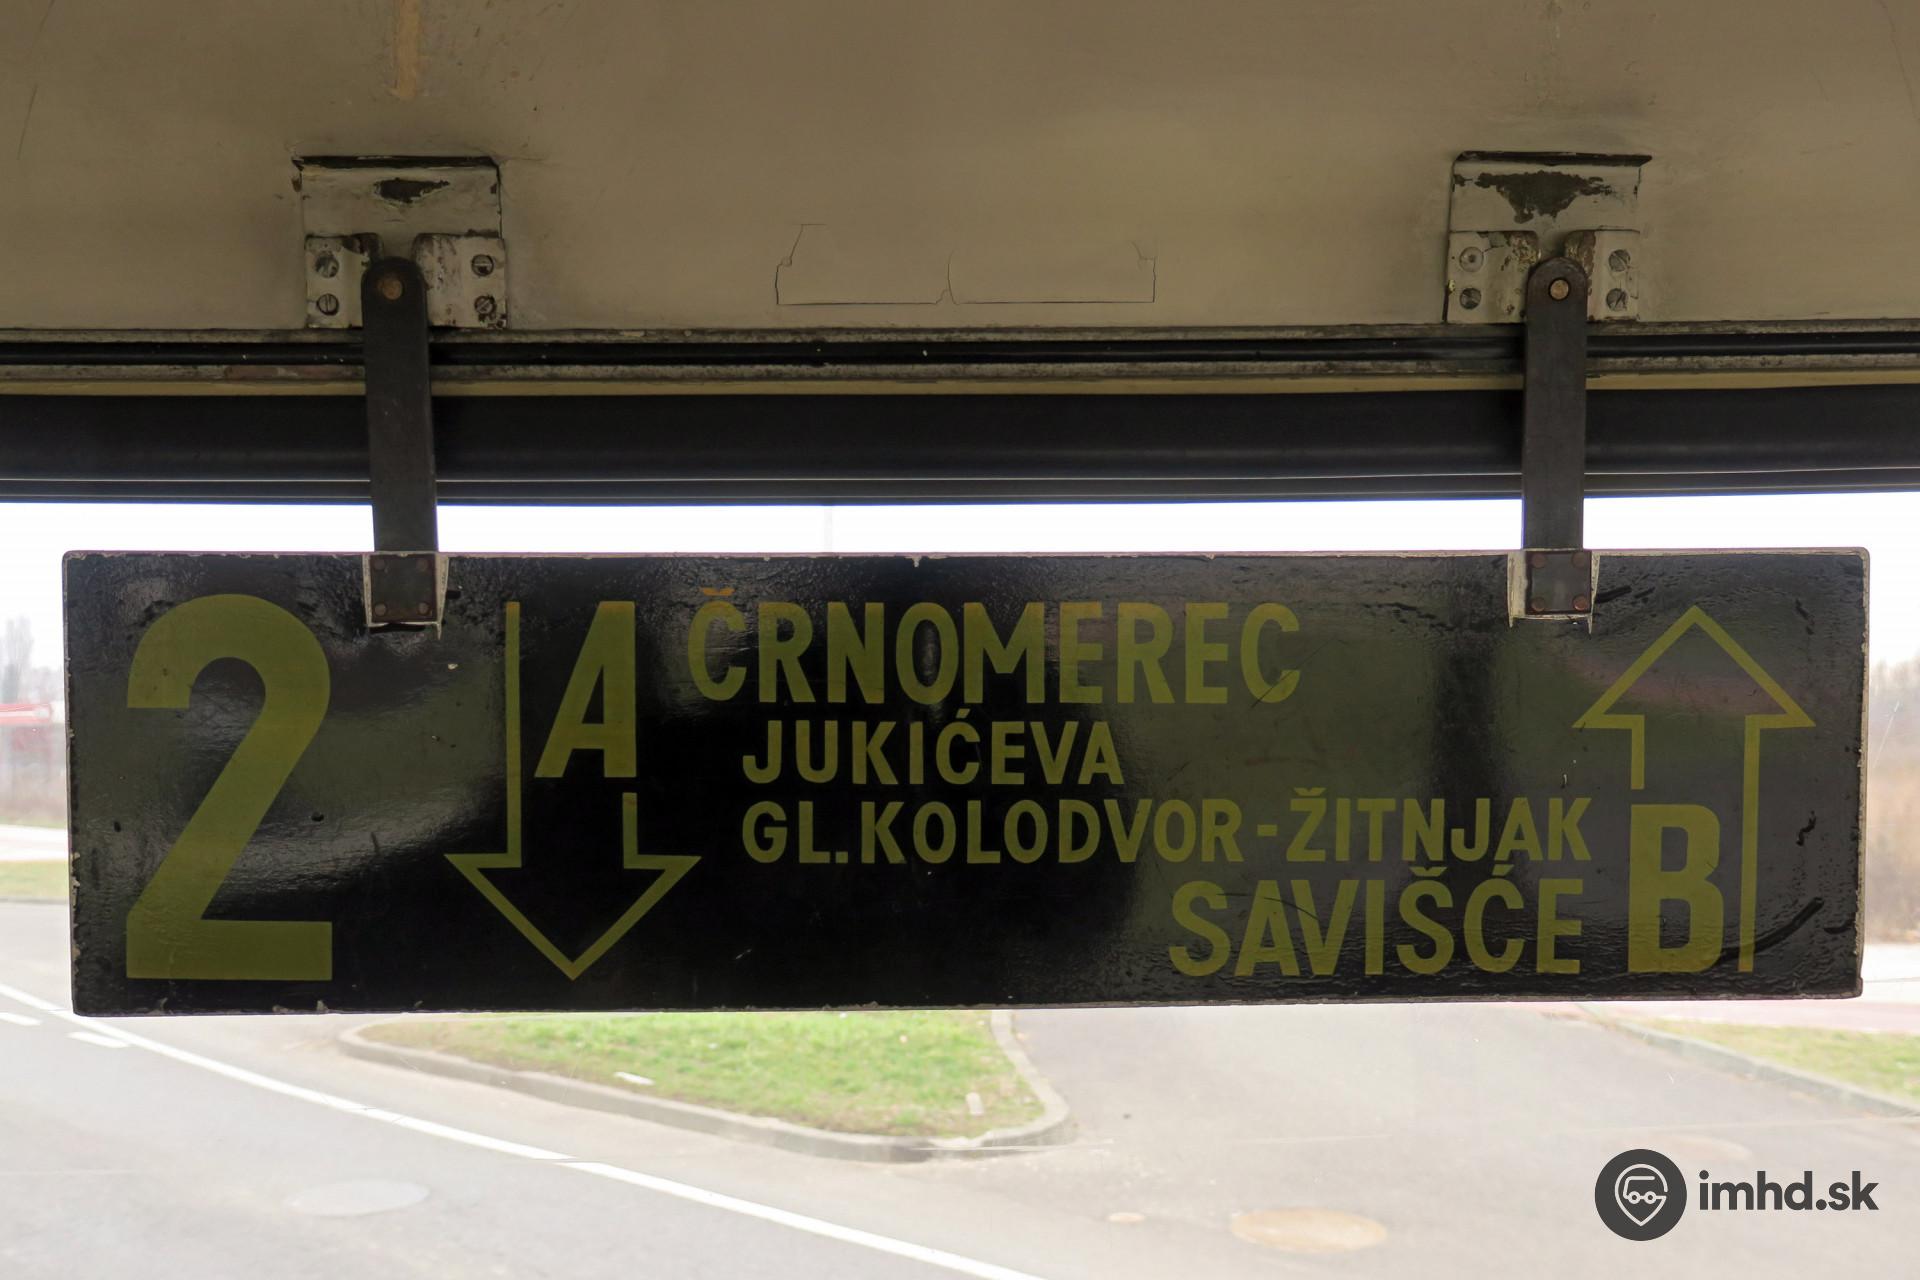 2
A
ČRNOMEREC
JUKIĆEVA
GL.KOLODVOR-ŽITNJAK
SAVIŠĆE
B
imhd.sk